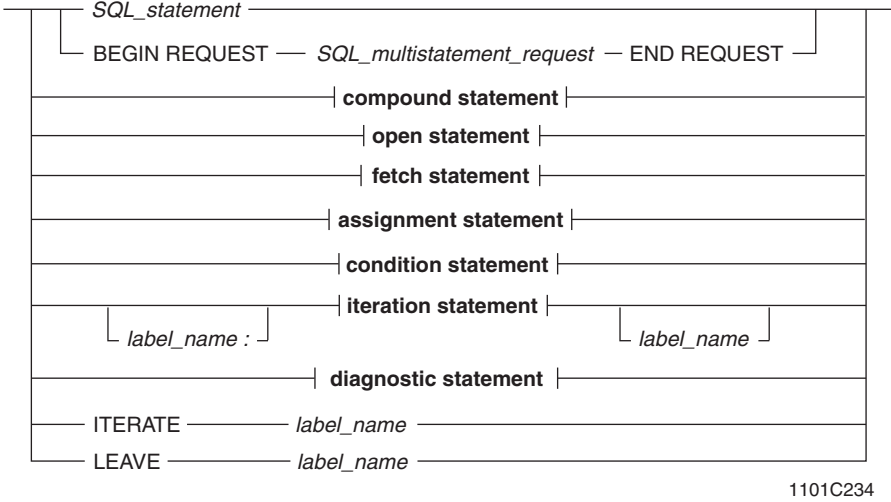 SQL_statement
BEGIN REQUEST SQL_multistatement_request END REQUEST
compound statement
open statement
fetch statement
assignment statement
condition statement
iteration statement
label_name : label_name
diagnostic statement
ITERATE label_name
LEAVE label_name
1101C234